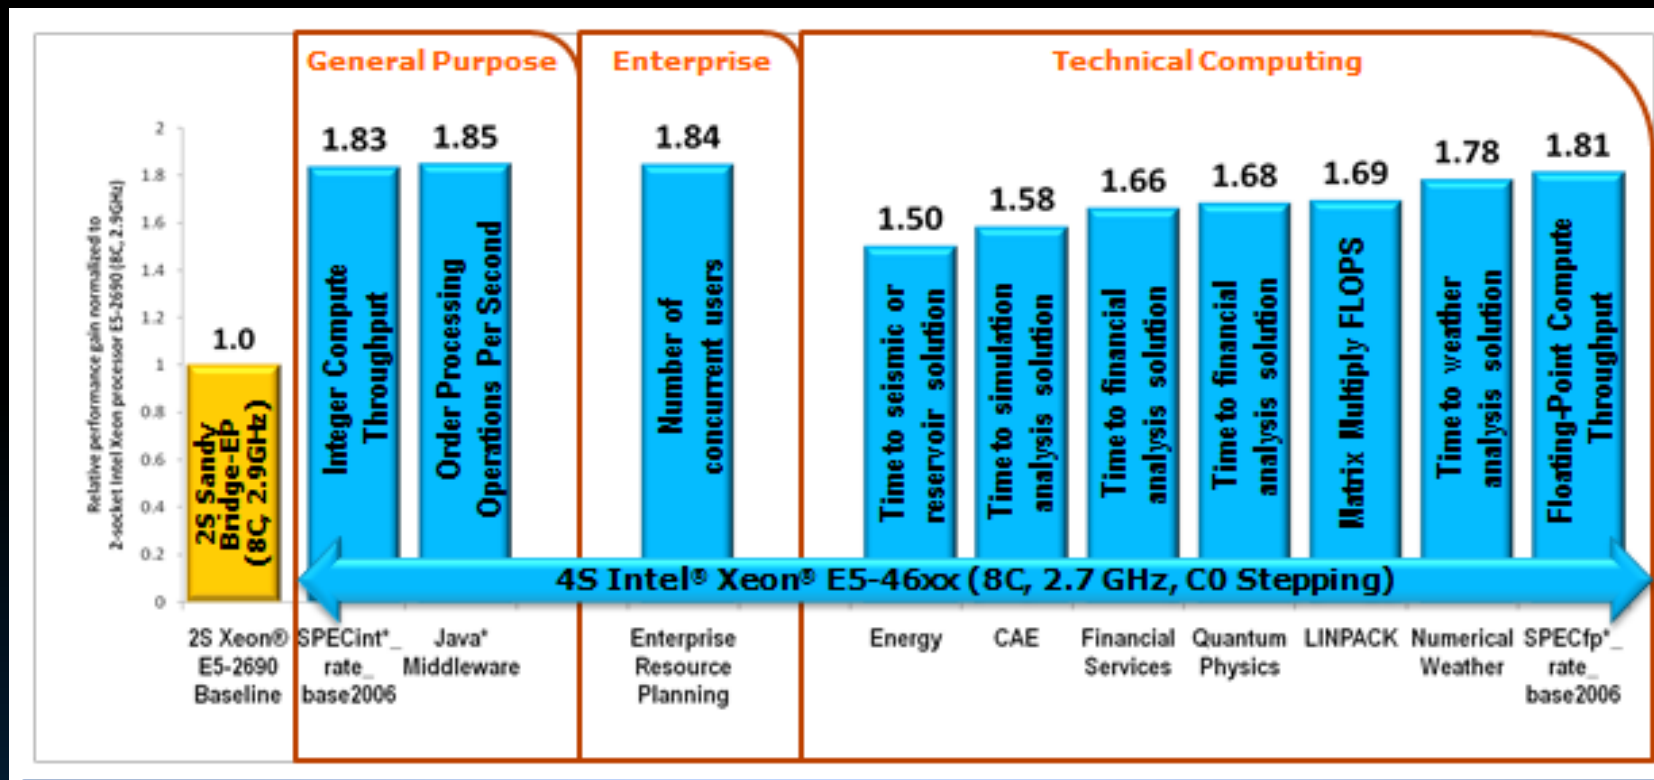 General Purpose
Enterprise
Technical Computing
Relative performance gain normalized to
2-socket Intel Xeon processor E5-2690 (8C, 2.9GHz)
2
1.8
1.6
1.4
1.2
1
0.8
0.6
0.4
0.2
0
1.0
1.83
1.85
1.84
1.50
1.58
1.66
1.68
1.69
1.78
1.81
2S Sandy
Bridge-EP
(8C, 2.9GHz)
Integer Compute
Throughput
Order Processing
Operations Per Second
Number of
concurrent users
Time to seismic or
reservoir solution
Time to simulation
analysis solution
Time to financial
analysis solution
Time to financial
analysis solution
Matrix Multiply FLOPS
Time to weather
analysis solution
Floating-Point Compute
Throughput
4S Intel® Xeon® E5-46xx (8C, 2.7 GHz, C0 Stepping)
2S Xeon®
E5-2690
Baseline
SPECint*_
rate_
base2006
Java*
Middleware
Enterprise
Resource
Planning
Energy
CAE
Financial
Services
Quantum
Physics
LINPACK
Numerical
Weather
SPECfp*_
rate_
base2006